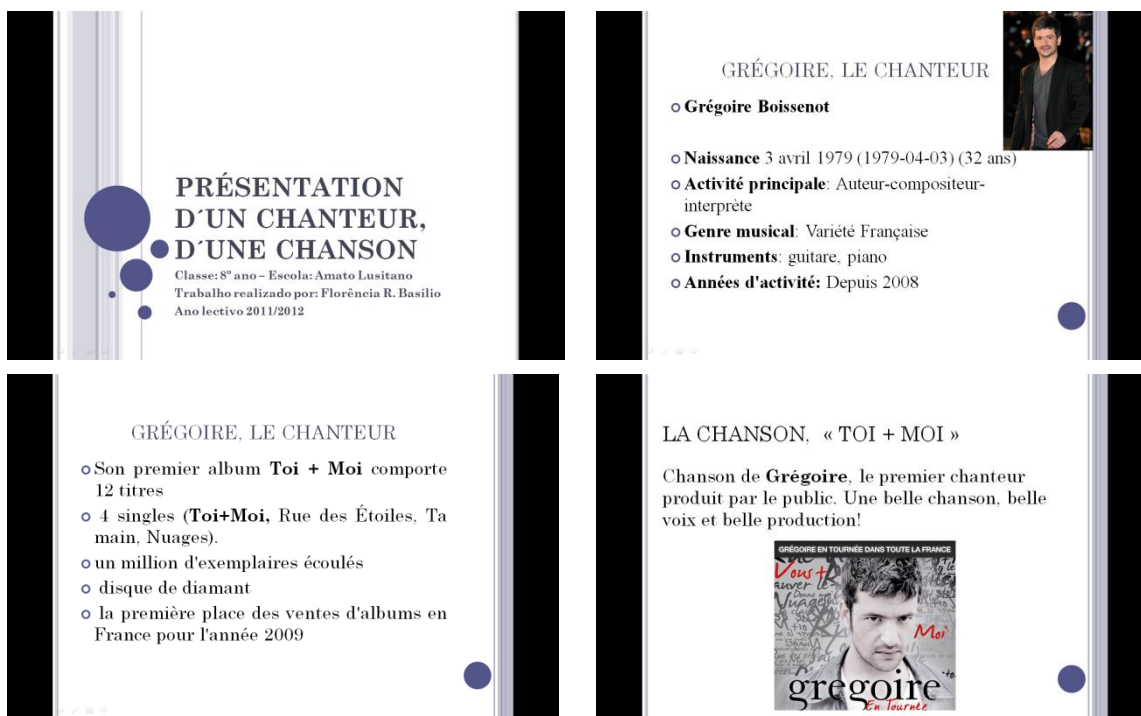 PRÉSENTATION
D´UN CHANTEUR,
D´UNE CHANSON
Classe: 8º ano – Escola: Amato Lusitano
Trabalho realizado por: Florência R. Basílio
Ano lectivo 2011/2012
GRÉGOIRE, LE CHANTEUR
Grégoire Boissenot
Naissance 3 avril 1979 (1979-04-03) (32 ans)
Activité principale: Auteur-compositeur-
interprète
Genre musical: Variété Française
Instruments: guitare, piano
Années d'activité: Depuis 2008
GRÉGOIRE, LE CHANTEUR
Son premier album Toi + Moi comporte
12 titres
4 singles (Toi+Moi, Rue des Étoiles, Ta
main, Nuages).
un million d'exemplaires écoulés
disque de diamant
la première place des ventes d'albums en
France pour l'année 2009
LA CHANSON, « TOI + MOI »
Chanson de Grégoire, le premier chanteur
produit par le public. Une belle chanson, belle
voix et belle production!
GRÉGOIRE EN TOURNÉE DANS TOUTE LA FRANCE
Vous +
Nuages
Moi
grégoire
En Tournée